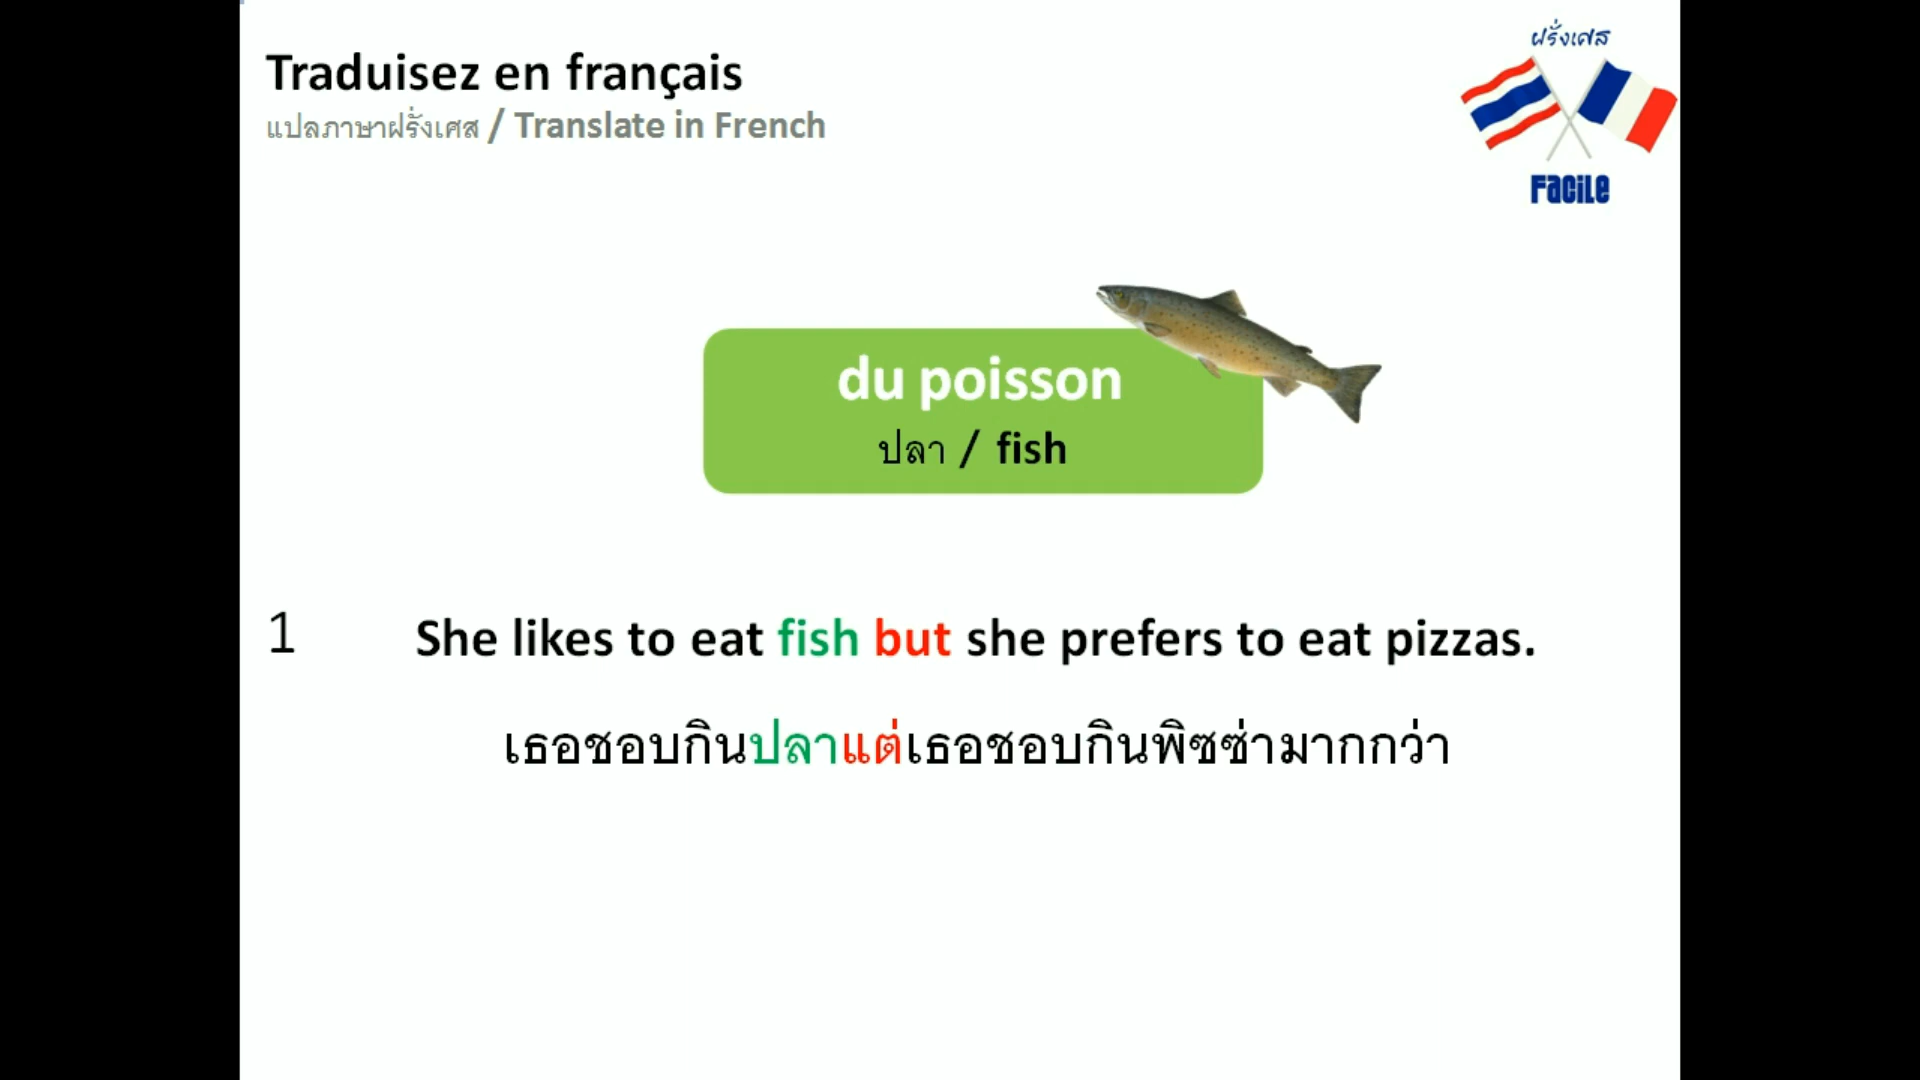 Traduisez en français
แปลภาษาฝรั่งเศส / Translate in French
ฝรั่งเศส
Facile
du poisson
ปลา / fish
1 She likes to eat fish but she prefers to eat pizzas.
เธอชอบกินปลาแต่เธอชอบกินพิซซ่ามากกว่า